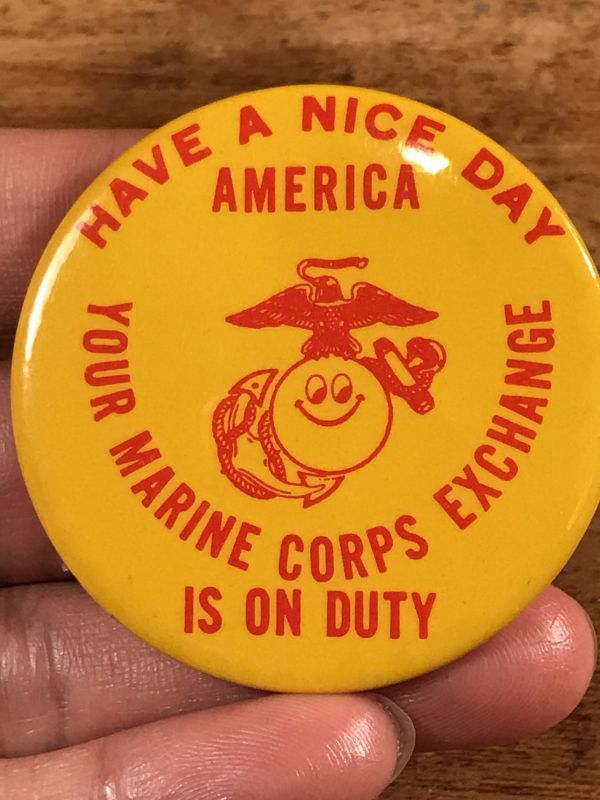 HAVE A NICE DAY
AMERICA
YOUR MARINE CORPS EXCHANGE
IS ON DUTY